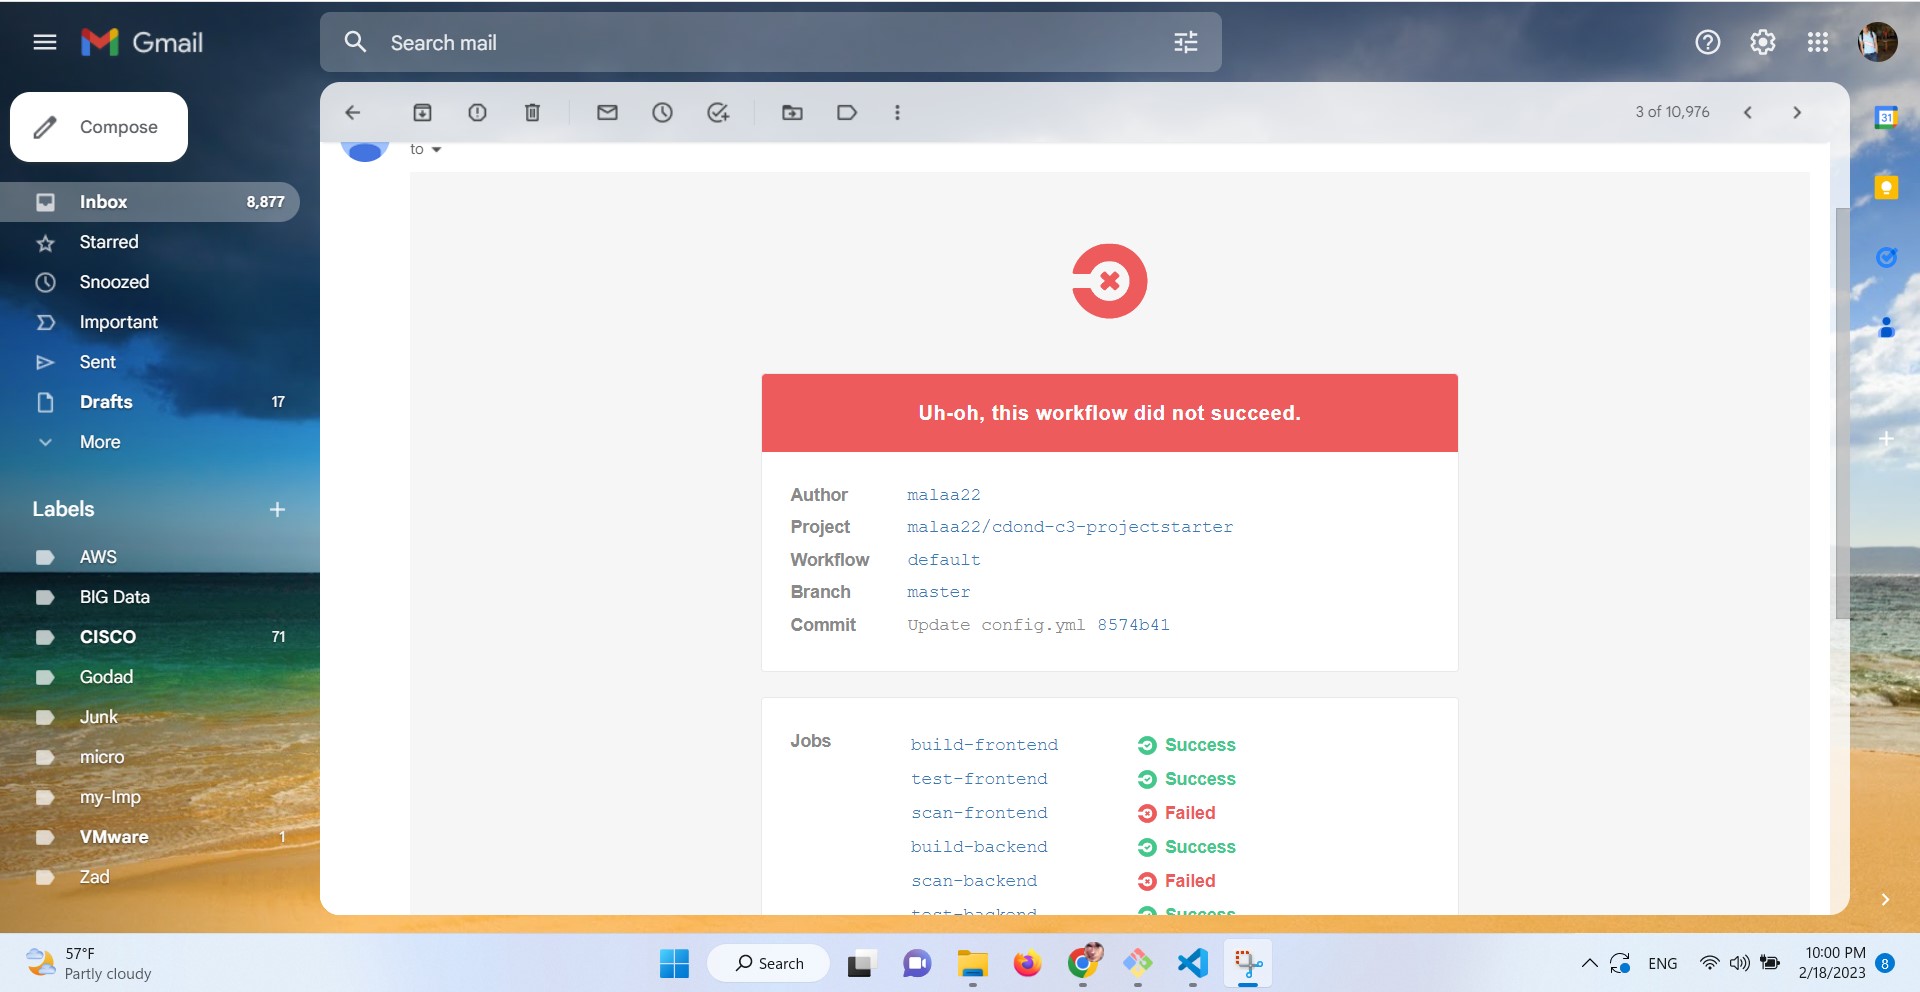 Gmail
Search mail
Compose
3 of 10,976
31
to
Inbox 8,877
Starred
Snoozed
Important
Sent
Drafts 17
More
Labels
AWS
BIG Data
CISCO 71
Godad
Junk
micro
my-Imp
VMware 1
Zad
Uh-oh, this workflow did not succeed.
Author malaa22
Project malaa22/cdond-c3-projectstarter
Workflow default
Branch master
Commit Update config.yml 8574b41
Jobs
build-frontend Success
test-frontend Success
scan-frontend Failed
build-backend Success
scan-backend Failed
test-backend Success
57°F
Partly cloudy
Search
ENG
10:00 PM
2/18/2023
8